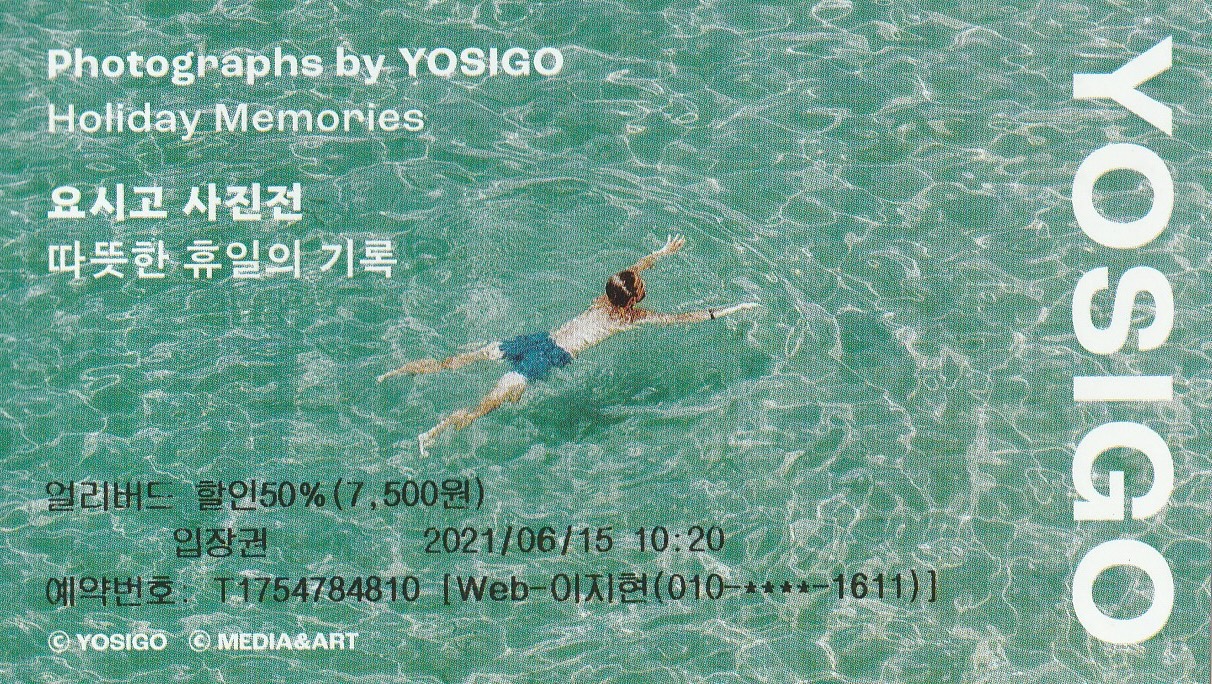 Photographs by YOSIGO
Holiday Memories
요시고 사진전
따뜻한 휴일의 기록
얼리버드 할인50%(7,500원)
입장권 2021/06/15 10:20
예약번호: T1754784810 [Web-이지현(010-****-1611)]
© YOSIGO © MEDIA&ART
YOSIGO